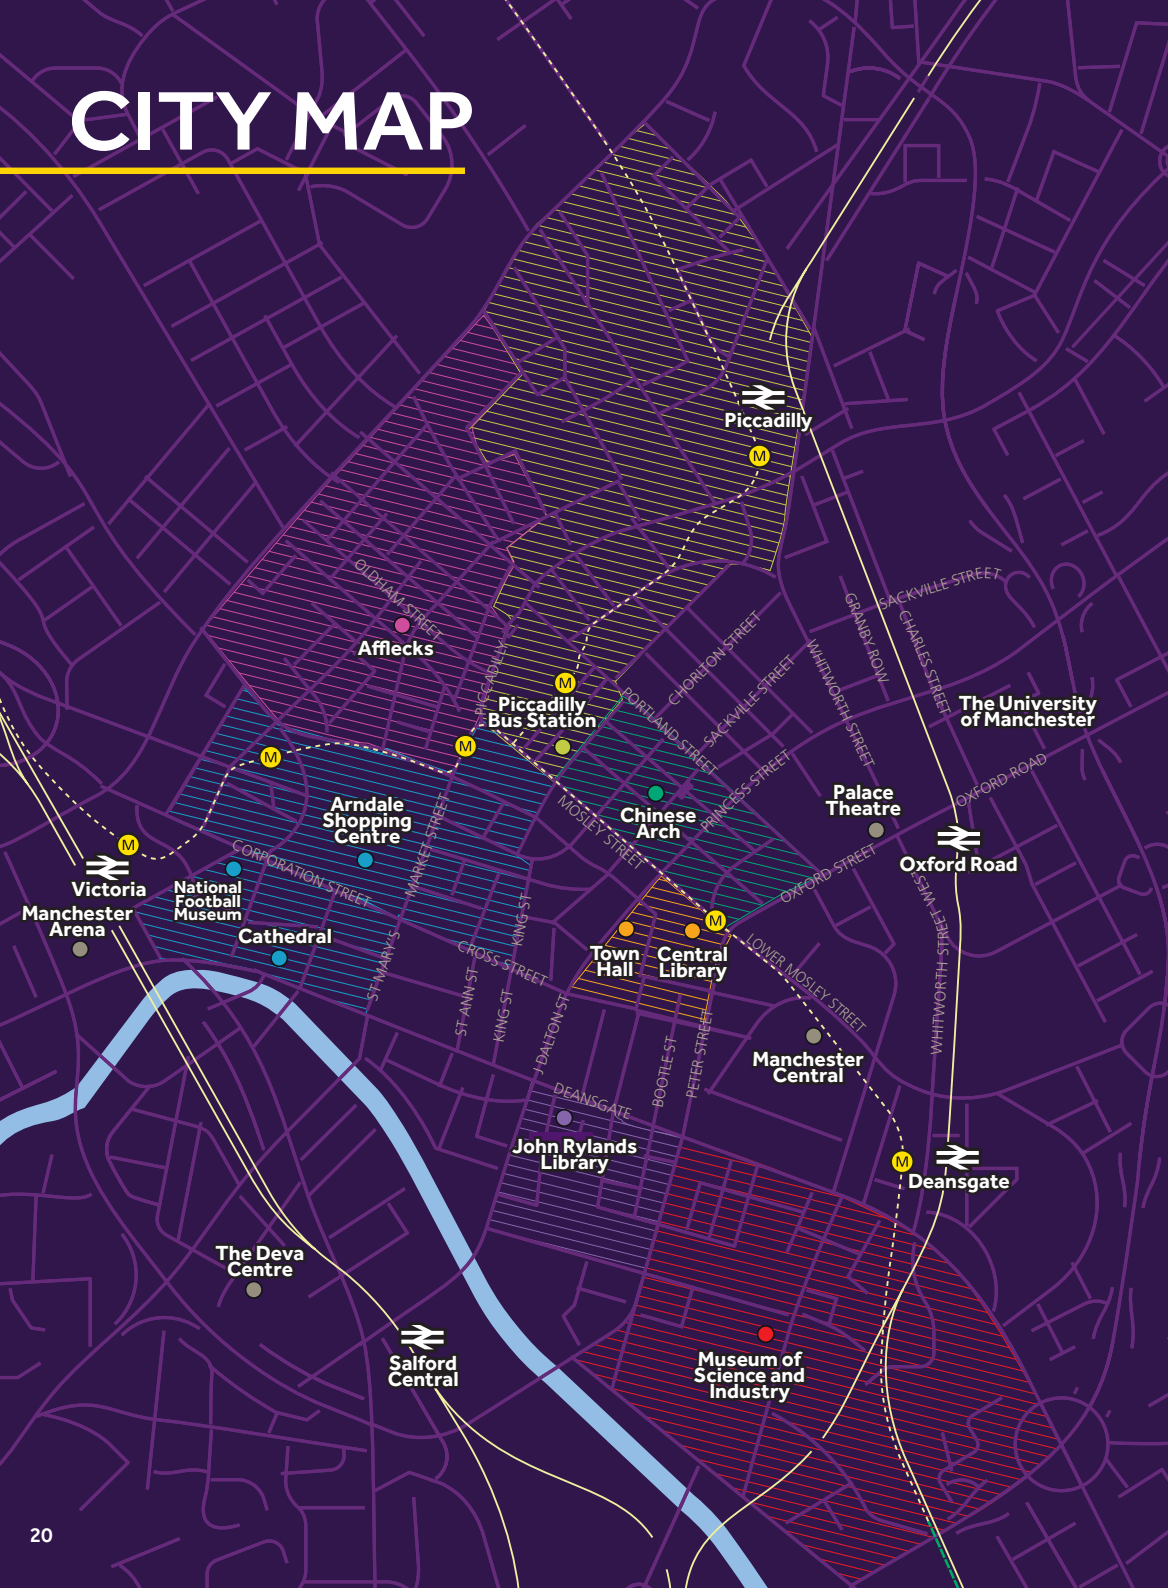 CITY MAP
Piccadilly
M
OLDHAM STREET
Afflecks
PICCADILLY
M
Piccadilly
Bus Station
M
M
SACKVILLE STREET
GRANBY ROW
CHARLES STREET
CHORLTON STREET
WHITWORTH STREET
SACKVILLE STREET
PORTLAND STREET
PRINCESS STREET
The University
of Manchester
OXFORD ROAD
Palace
Theatre
Oxford Road
OXFORD STREET
Chinese
Arch
MOSLEY STREET
Arndale
Shopping
Centre
MARKET STREET
CORPORATION STREET
M
Victoria
National
Football
Museum
Manchester
Arena
Cathedral
ST MARY'S
CROSS STREET
KING ST
ST ANN ST
KING ST
Town
Hall
Central
Library
M
LOWER MOSLEY STREET
WHITWORTH STREET WEST
J DALTON ST
BOOTLE ST
PETER STREET
Manchester
Central
DEANSGATE
John Rylands
Library
M
Deansgate
The Deva
Centre
Salford
Central
Museum of
Science and
Industry
20